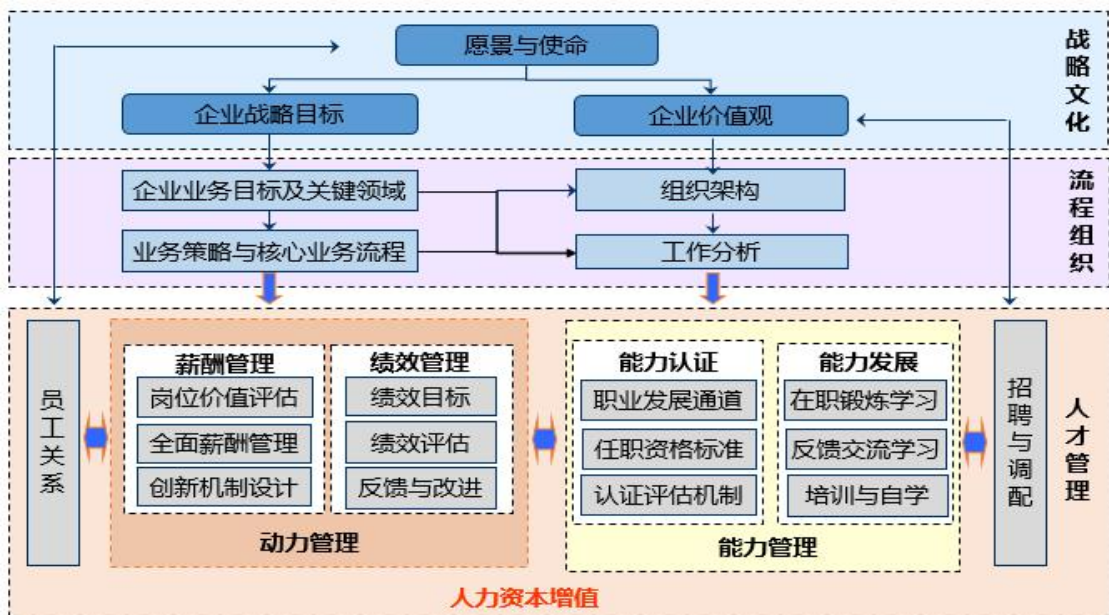 愿景与使命
企业战略目标
企业价值观
战略文化
企业业务目标及关键领域
组织架构
业务策略与核心业务流程
工作分析
流程组织
员工关系
薪酬管理
岗位价值评估
全面薪酬管理
创新机制设计
绩效管理
绩效目标
绩效评估
反馈与改进
动力管理
能力认证
职业发展通道
任职资格标准
认证评估机制
能力发展
在职锻炼学习
反馈交流学习
培训与自学
能力管理
招聘与调配
人才管理
人力资本增值